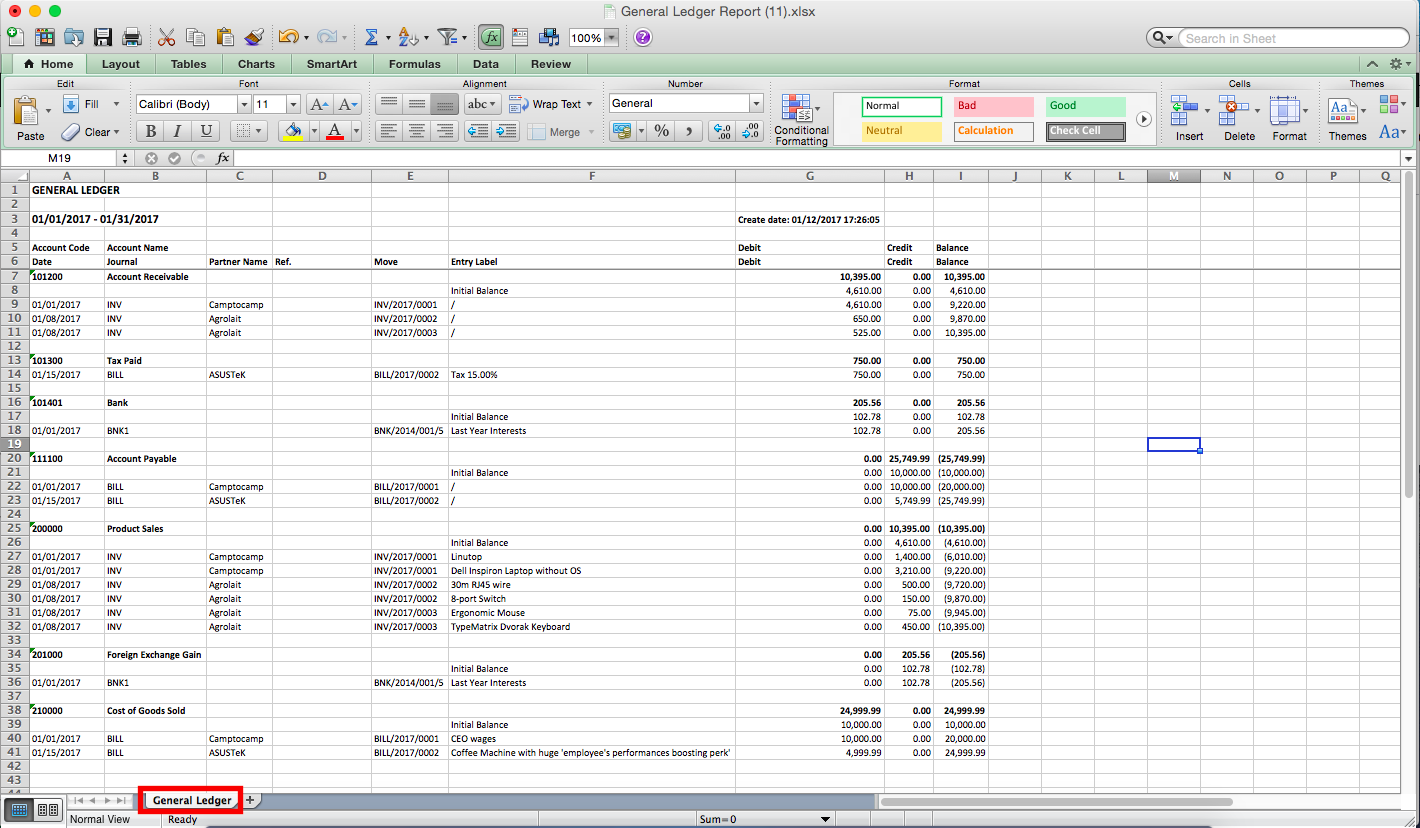 General Ledger Report (11).xlsx
100% Search in Sheet
Home Layout Tables Charts SmartArt Formulas Data Review
Edit Font Alignment Number Format Cells Themes
Fill Calibri (Body) 11 A A abc Wrap Text General Normal Bad Good
Paste Clear B I U A Merge % Conditional Formatting Neutral Calculation Check Cell Insert Delete Format Themes Aa
M19 fx
A B C D E F G H I J K L M N O P Q
1 GENERAL LEDGER
2
3 01/01/2017 - 01/31/2017 Create date: 01/12/2017 17:26:05
4
5 Account Code Account Name Debit Credit Balance
6 Date Journal Partner Name Ref. Move Entry Label Debit Credit Balance
7 101200 Account Receivable 10,395.00 0.00 10,395.00
8 Initial Balance 4,610.00 0.00 4,610.00
9 01/01/2017 INV Camptocamp INV/2017/0001 / 4,610.00 0.00 9,220.00
10 01/08/2017 INV Agrolait INV/2017/0002 / 650.00 0.00 9,870.00
11 01/08/2017 INV Agrolait INV/2017/0003 / 525.00 0.00 10,395.00
12
13 101300 Tax Paid 750.00 0.00 750.00
14 01/15/2017 BILL ASUSTeK BILL/2017/0002 Tax 15.00% 750.00 0.00 750.00
15
16 101401 Bank 205.56 0.00 205.56
17 Initial Balance 102.78 0.00 102.78
18 01/01/2017 BNK1 BNK/2014/001/5 Last Year Interests 102.78 0.00 205.56
19
20 111100 Account Payable 0.00 25,749.99 (25,749.99)
21 Initial Balance 0.00 10,000.00 (10,000.00)
22 01/01/2017 BILL Camptocamp BILL/2017/0001 / 0.00 10,000.00 (20,000.00)
23 01/15/2017 BILL ASUSTeK BILL/2017/0002 / 0.00 5,749.99 (25,749.99)
24
25 200000 Product Sales 0.00 10,395.00 (10,395.00)
26 Initial Balance 0.00 4,610.00 (4,610.00)
27 01/01/2017 INV Camptocamp INV/2017/0001 Linutop 0.00 1,400.00 (6,010.00)
28 01/01/2017 INV Camptocamp INV/2017/0001 Dell Inspiron Laptop without OS 0.00 3,210.00 (9,220.00)
29 01/08/2017 INV Agrolait INV/2017/0002 30m RJ45 wire 0.00 500.00 (9,720.00)
30 01/08/2017 INV Agrolait INV/2017/0002 8-port Switch 0.00 150.00 (9,870.00)
31 01/08/2017 INV Agrolait INV/2017/0003 Ergonomic Mouse 0.00 75.00 (9,945.00)
32 01/08/2017 INV Agrolait INV/2017/0003 TypeMatrix Dvorak Keyboard 0.00 450.00 (10,395.00)
33
34 201000 Foreign Exchange Gain 0.00 205.56 (205.56)
35 Initial Balance 0.00 102.78 (102.78)
36 01/01/2017 BNK1 BNK/2014/001/5 Last Year Interests 0.00 102.78 (205.56)
37
38 210000 Cost of Goods Sold 24,999.99 0.00 24,999.99
39 Initial Balance 10,000.00 0.00 10,000.00
40 01/01/2017 BILL Camptocamp BILL/2017/0001 CEO wages 10,000.00 0.00 20,000.00
41 01/15/2017 BILL ASUSTeK BILL/2017/0002 Coffee Machine with huge 'employee's performances boosting perk' 4,999.99 0.00 24,999.99
42
43
General Ledger
Normal View Ready Sum=0